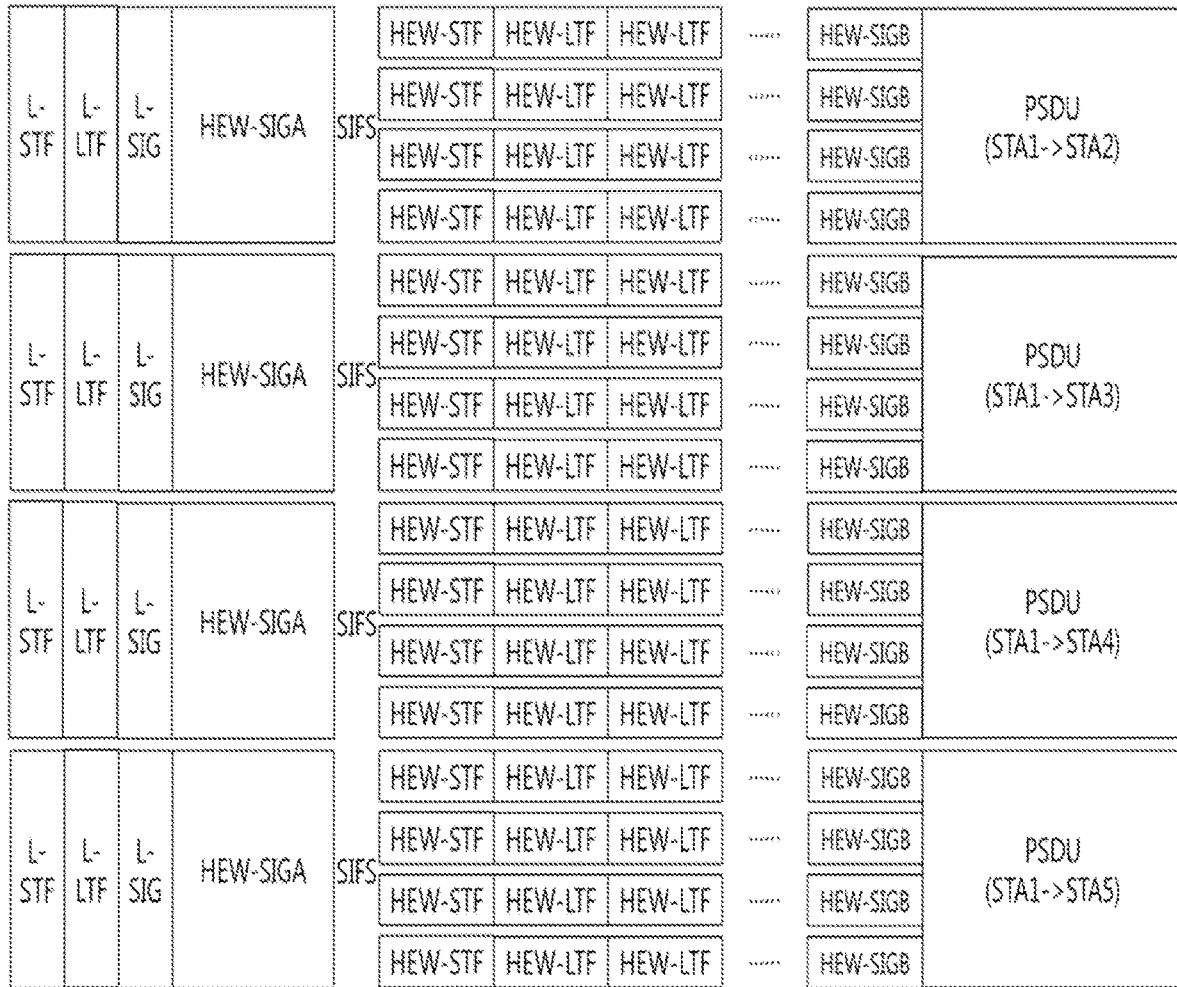 HEW-STF HEW-LTF HEW-LTF ...... HEW-SIGB
HEW-STF HEW-LTF HEW-LTF ...... HEW-SIGB
L-STF L-LTF L-SIG HEW-SIGA SIFS PSDU
(STA1->STA2)
HEW-STF HEW-LTF HEW-LTF ...... HEW-SIGB
HEW-STF HEW-LTF HEW-LTF ...... HEW-SIGB
HEW-STF HEW-LTF HEW-LTF ...... HEW-SIGB
HEW-STF HEW-LTF HEW-LTF ...... HEW-SIGB
L-STF L-LTF L-SIG HEW-SIGA SIFS PSDU
(STA1->STA3)
HEW-STF HEW-LTF HEW-LTF ...... HEW-SIGB
HEW-STF HEW-LTF HEW-LTF ...... HEW-SIGB
HEW-STF HEW-LTF HEW-LTF ...... HEW-SIGB
HEW-STF HEW-LTF HEW-LTF ...... HEW-SIGB
L-STF L-LTF L-SIG HEW-SIGA SIFS PSDU
(STA1->STA4)
HEW-STF HEW-LTF HEW-LTF ...... HEW-SIGB
HEW-STF HEW-LTF HEW-LTF ...... HEW-SIGB
HEW-STF HEW-LTF HEW-LTF ...... HEW-SIGB
HEW-STF HEW-LTF HEW-LTF ...... HEW-SIGB
L-STF L-LTF L-SIG HEW-SIGA SIFS PSDU
(STA1->STA5)
HEW-STF HEW-LTF HEW-LTF ...... HEW-SIGB
HEW-STF HEW-LTF HEW-LTF ...... HEW-SIGB